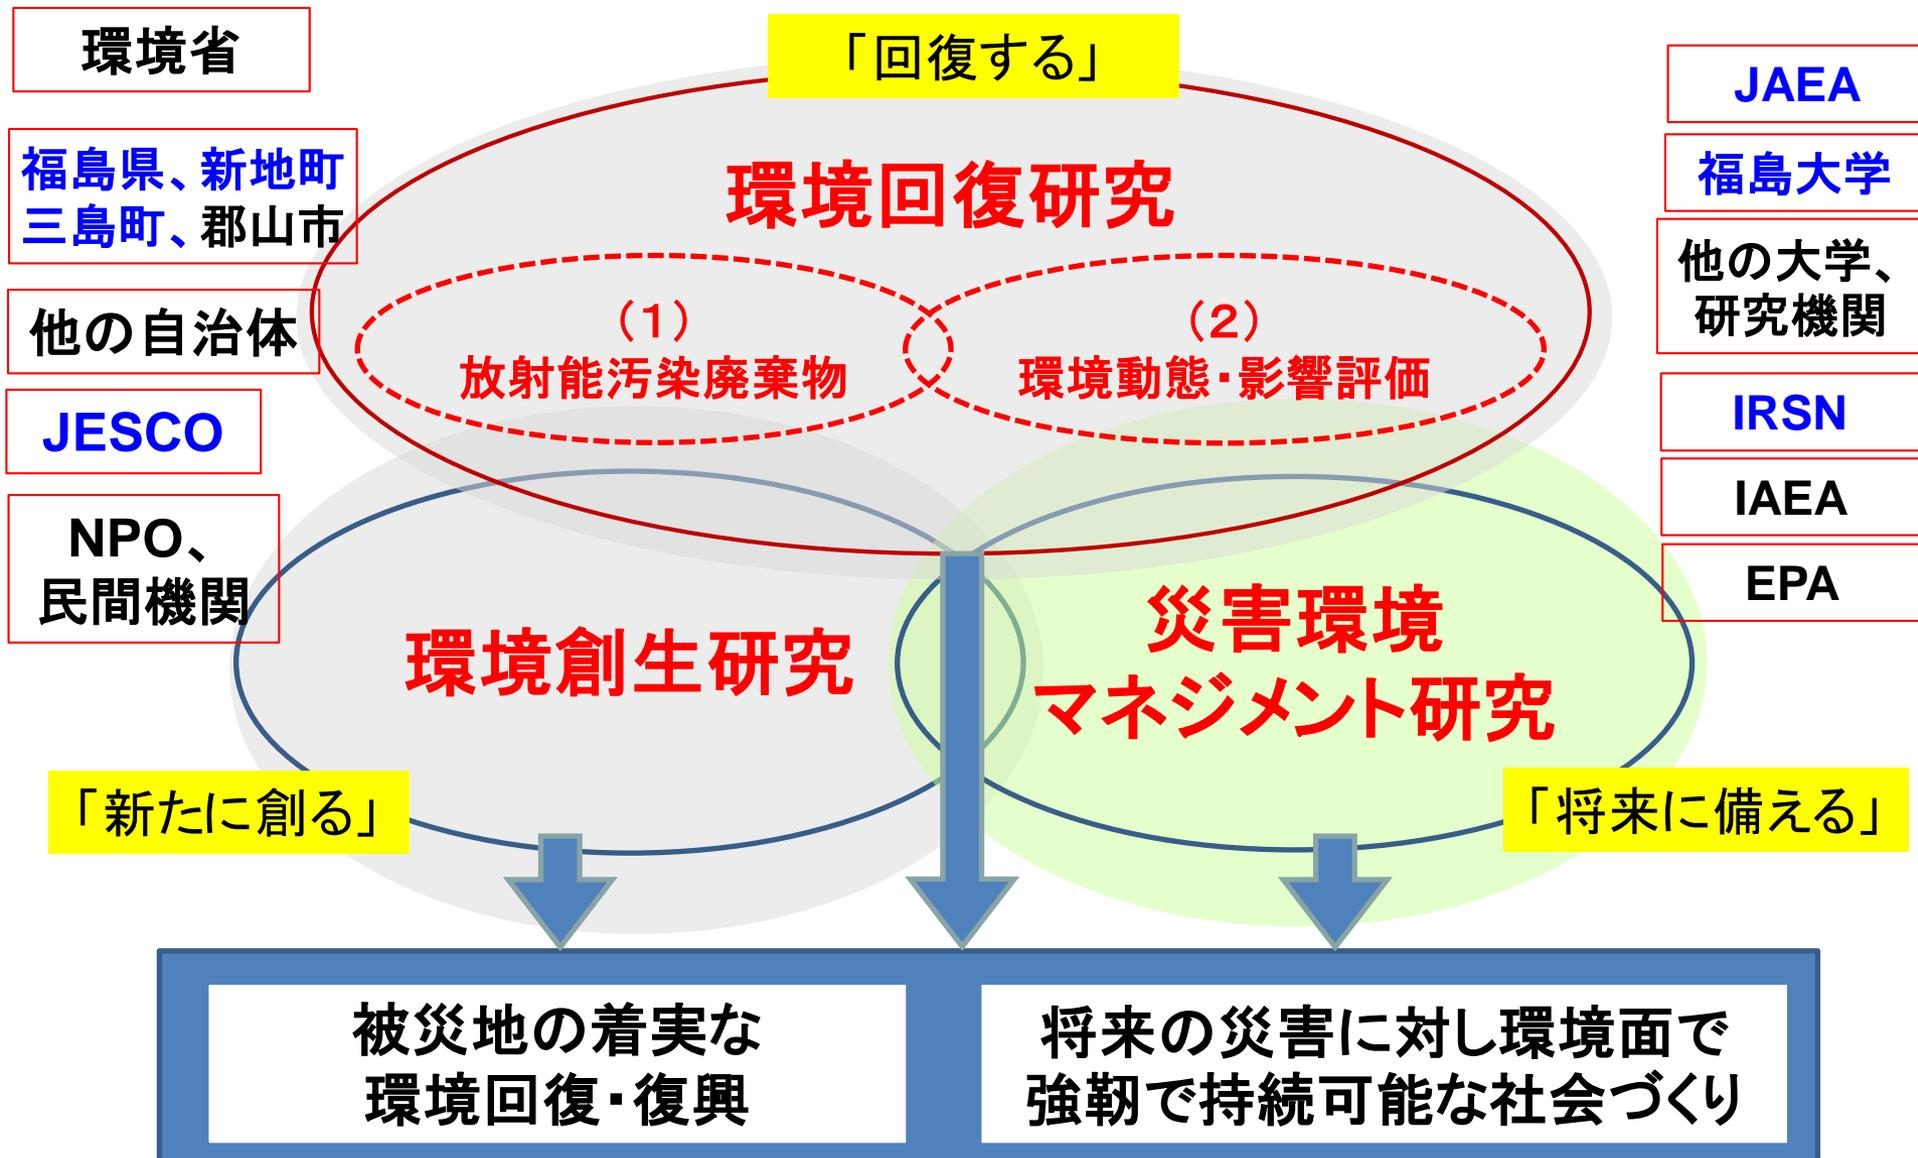 環境省
「回復する」
JAEA
福島県、新地町
三島町、郡山市
福島大学
環境回復研究
他の大学、
研究機関
他の自治体
（１）
放射能汚染廃棄物
（２）
環境動態・影響評価
JESCO
IRSN
IAEA
NPO、
民間機関
EPA
環境創生研究
災害環境
マネジメント研究
「新たに創る」
「将来に備える」
被災地の着実な
環境回復・復興
将来の災害に対し環境面で
強靭で持続可能な社会づくり